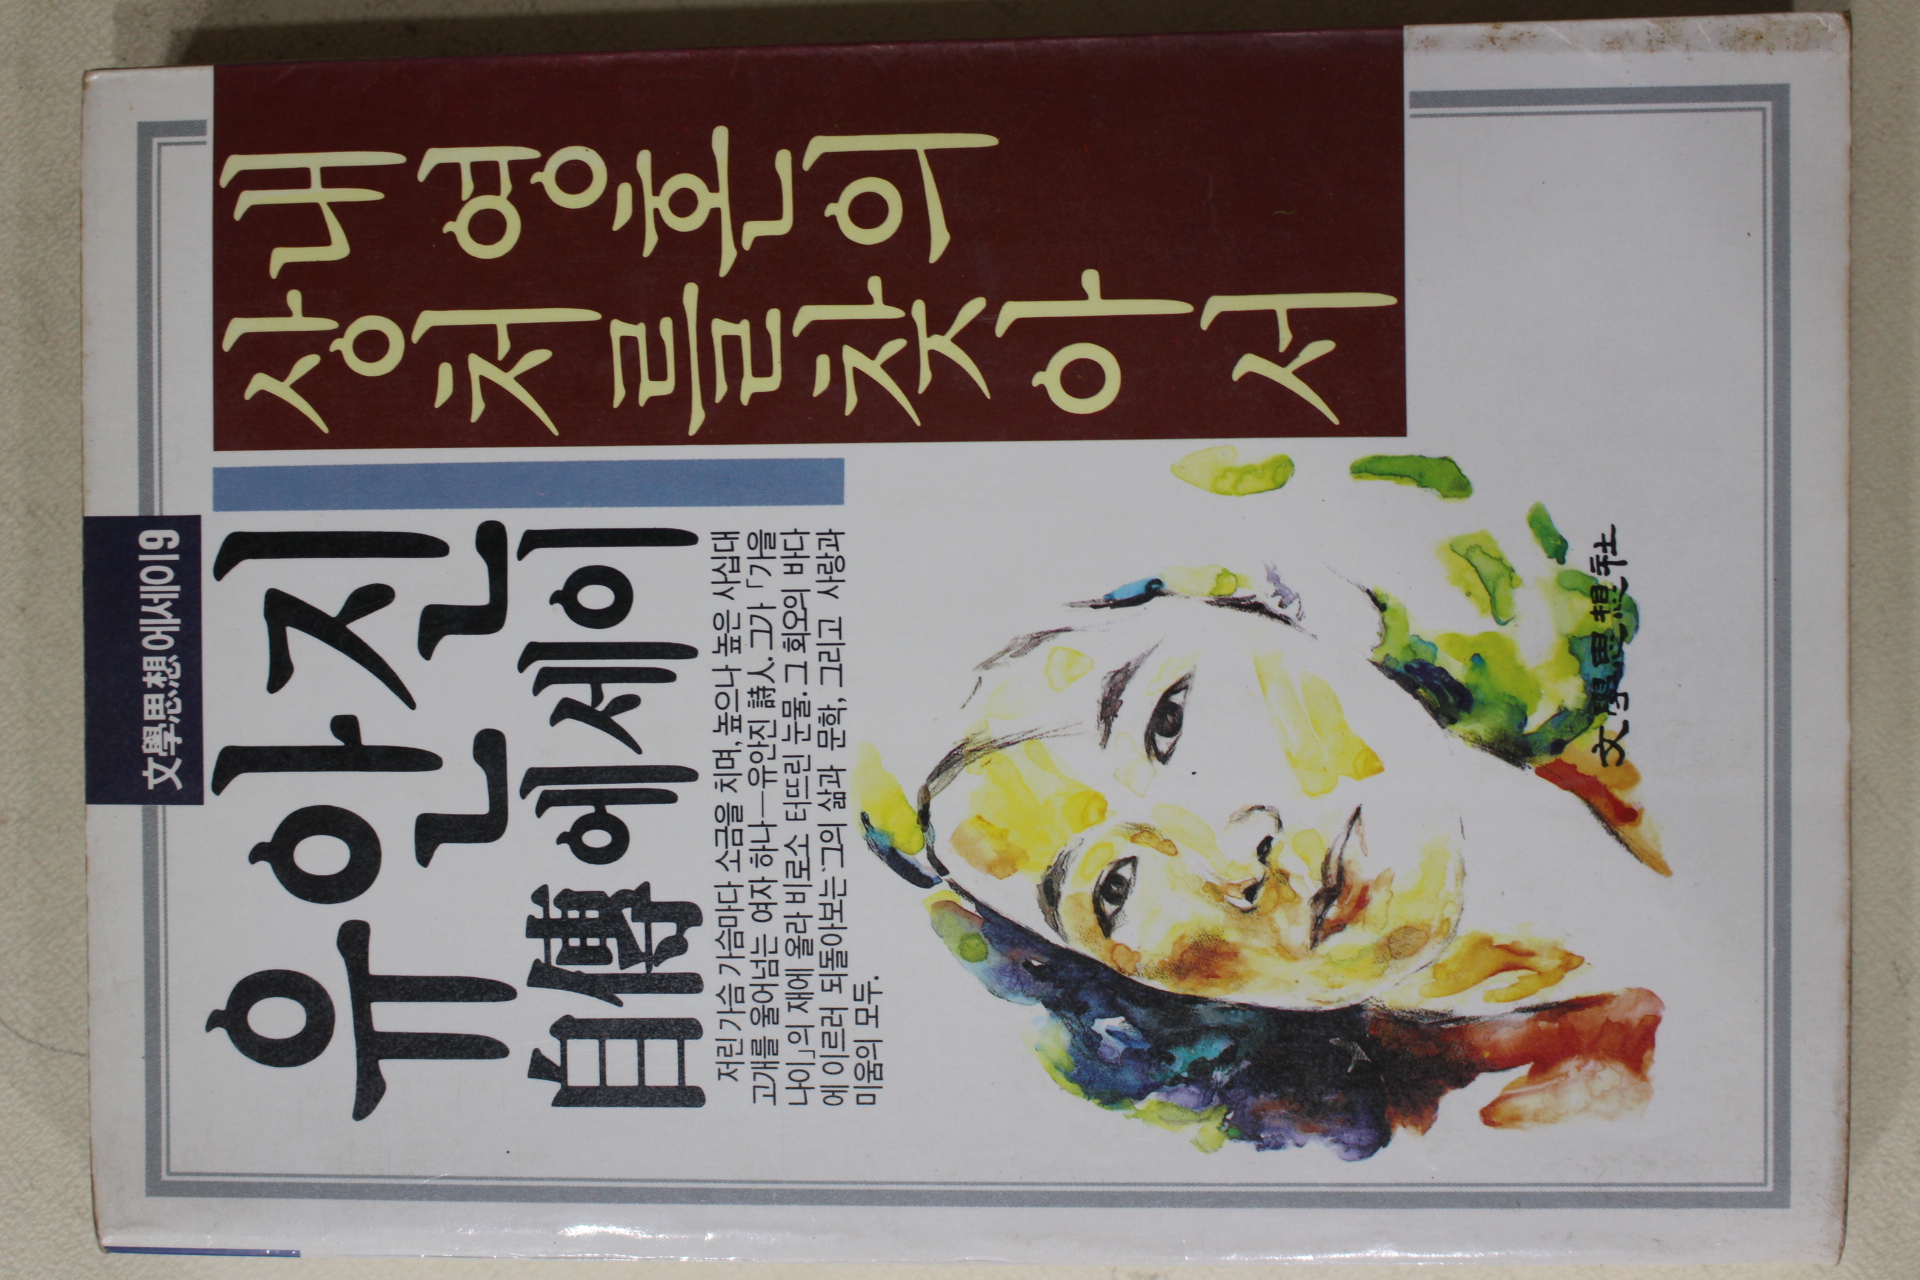 文學思想 에세이 9
내 영혼의
상처를 찾아서
유안진
自傳 에세이
저린 가슴 가슴마다 소금을 치며, 높으나 높은 사십대
고개를 울어넘는 여자 하나—유안진 詩人, 그가 「가을
나이」의 재에 올라 비로소 터뜨린 눈물. 그 회오의 바다
에 이르러 되돌아보는 그의 삶과 문학, 그리고 사랑과
미움의 모두.
文學思想社